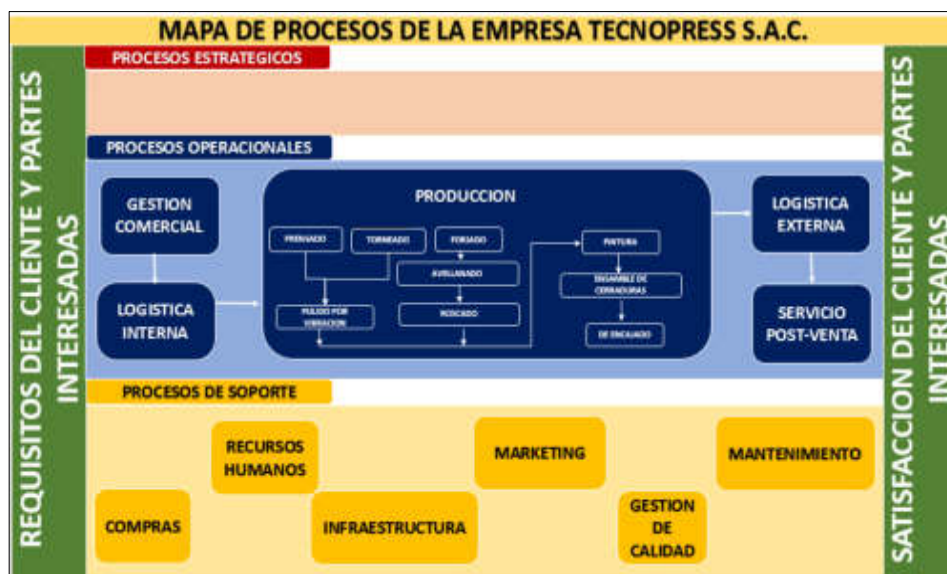 MAPA DE PROCESOS DE LA EMPRESA TECNOPRESS S.A.C.
REQUISITOS DEL CLIENTE Y PARTES
INTERESADAS
PROCESOS ESTRATEGICOS
PROCESOS OPERACIONALES
GESTION
COMERCIAL
LOGISTICA
INTERNA
PRODUCCION
PRENSADO
TORNEADO
FORJADO
AVELLANADO
PULIDO POR
VIBRACION
ROSCADO
PINTURA
ENSAMBLE DE
CERRADURAS
DE ENCAJADO
LOGISTICA
EXTERNA
SERVICIO
POST-VENTA
PROCESOS DE SOPORTE
COMPRAS
RECURSOS
HUMANOS
INFRAESTRUCTURA
MARKETING
GESTION
DE
CALIDAD
MANTENIMIENTO
SATISFACCION DEL CLIENTE Y PARTES
INTERESADAS